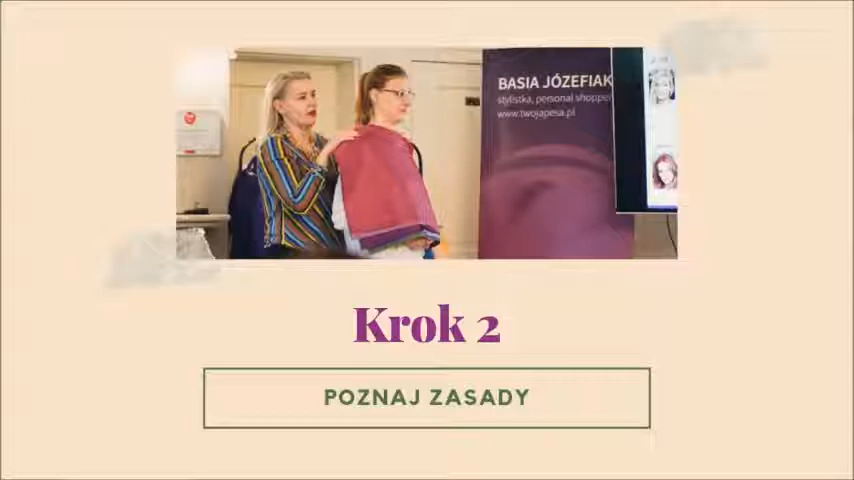 BASIA JÓZEFIAK
stylistka, personal shopper
www.twojapesa.pl
Krok 2
POZNAJ ZASADY